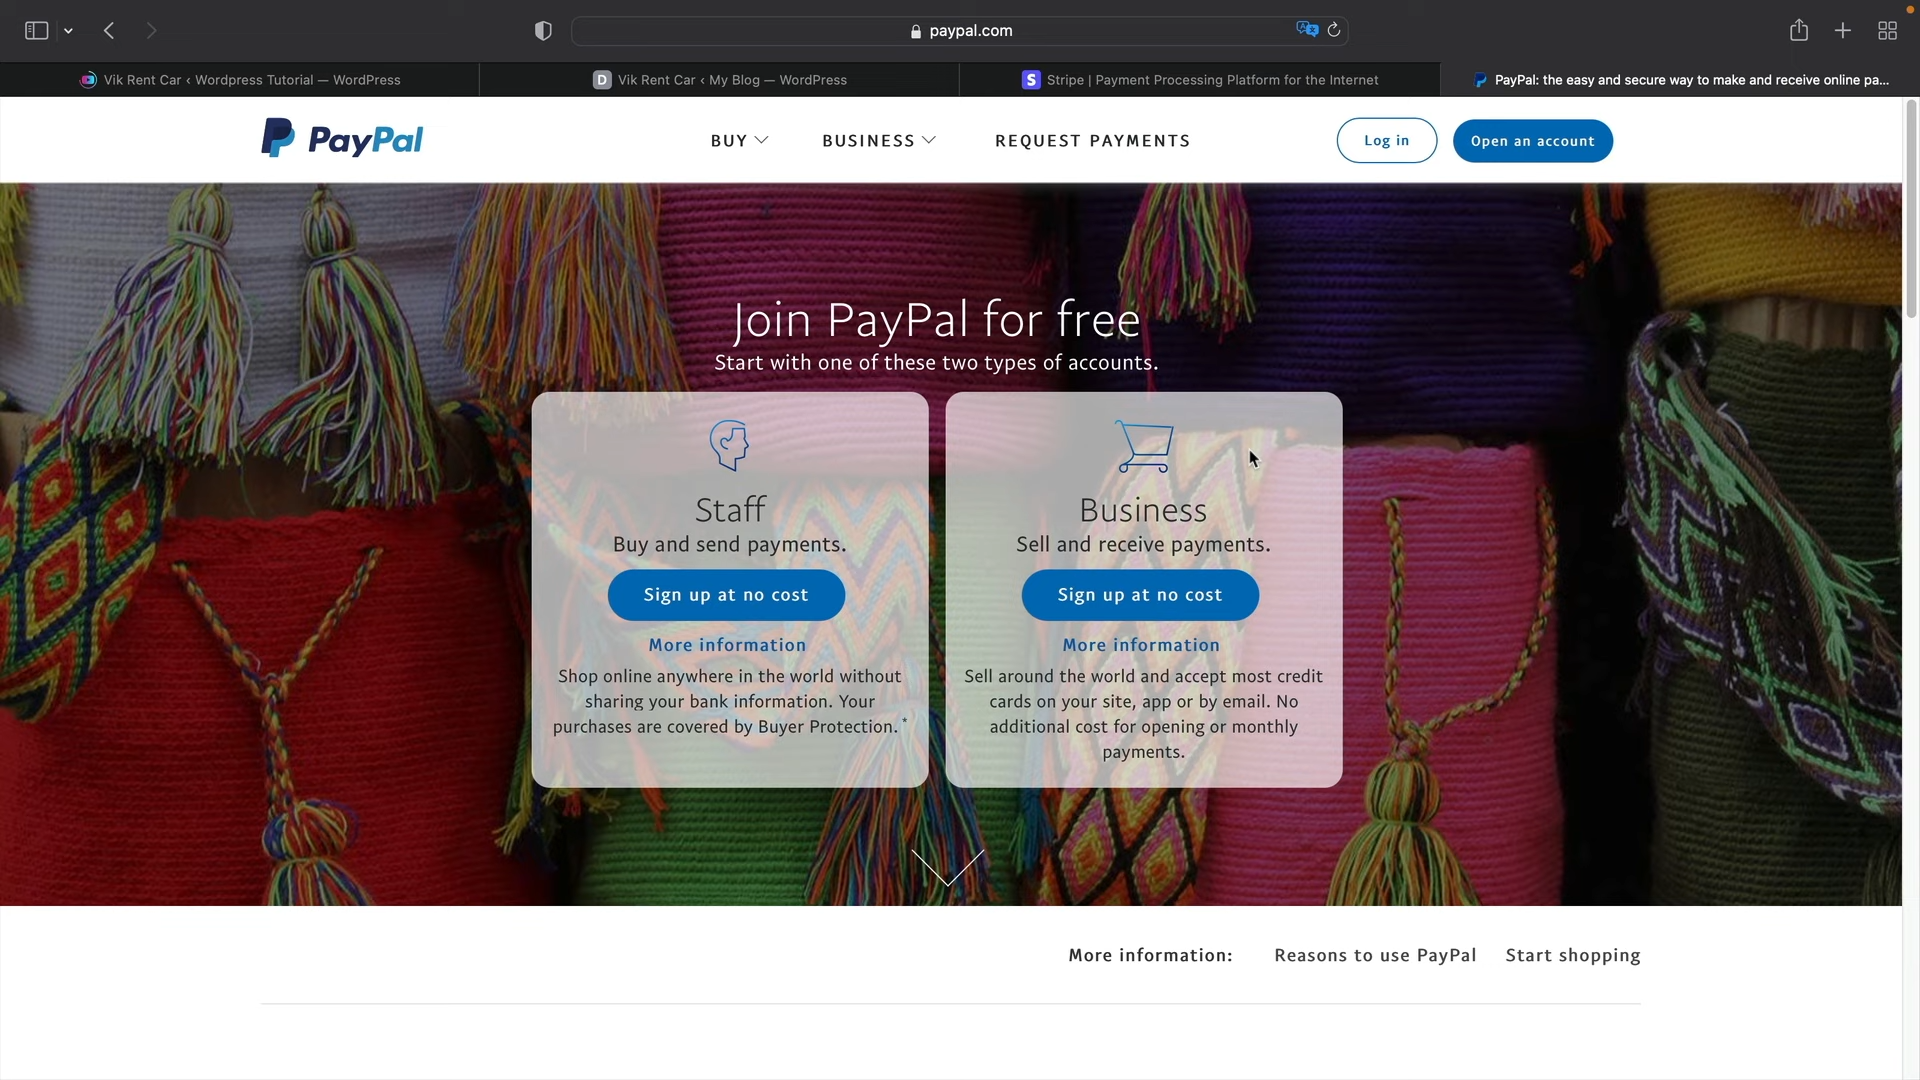 paypal.com
Vik Rent Car ‹ Wordpress Tutorial — WordPress
D Vik Rent Car ‹ My Blog — WordPress
S Stripe | Payment Processing Platform for the Internet
PayPal: the easy and secure way to make and receive online pa...
PayPal
BUY
BUSINESS
REQUEST PAYMENTS
Log in
Open an account
Join PayPal for free
Start with one of these two types of accounts.
Staff
Buy and send payments.
Sign up at no cost
More information
Shop online anywhere in the world without
sharing your bank information. Your
purchases are covered by Buyer Protection. *
Business
Sell and receive payments.
Sign up at no cost
More information
Sell around the world and accept most credit
cards on your site, app or by email. No
additional cost for opening or monthly
payments.
More information:
Reasons to use PayPal
Start shopping